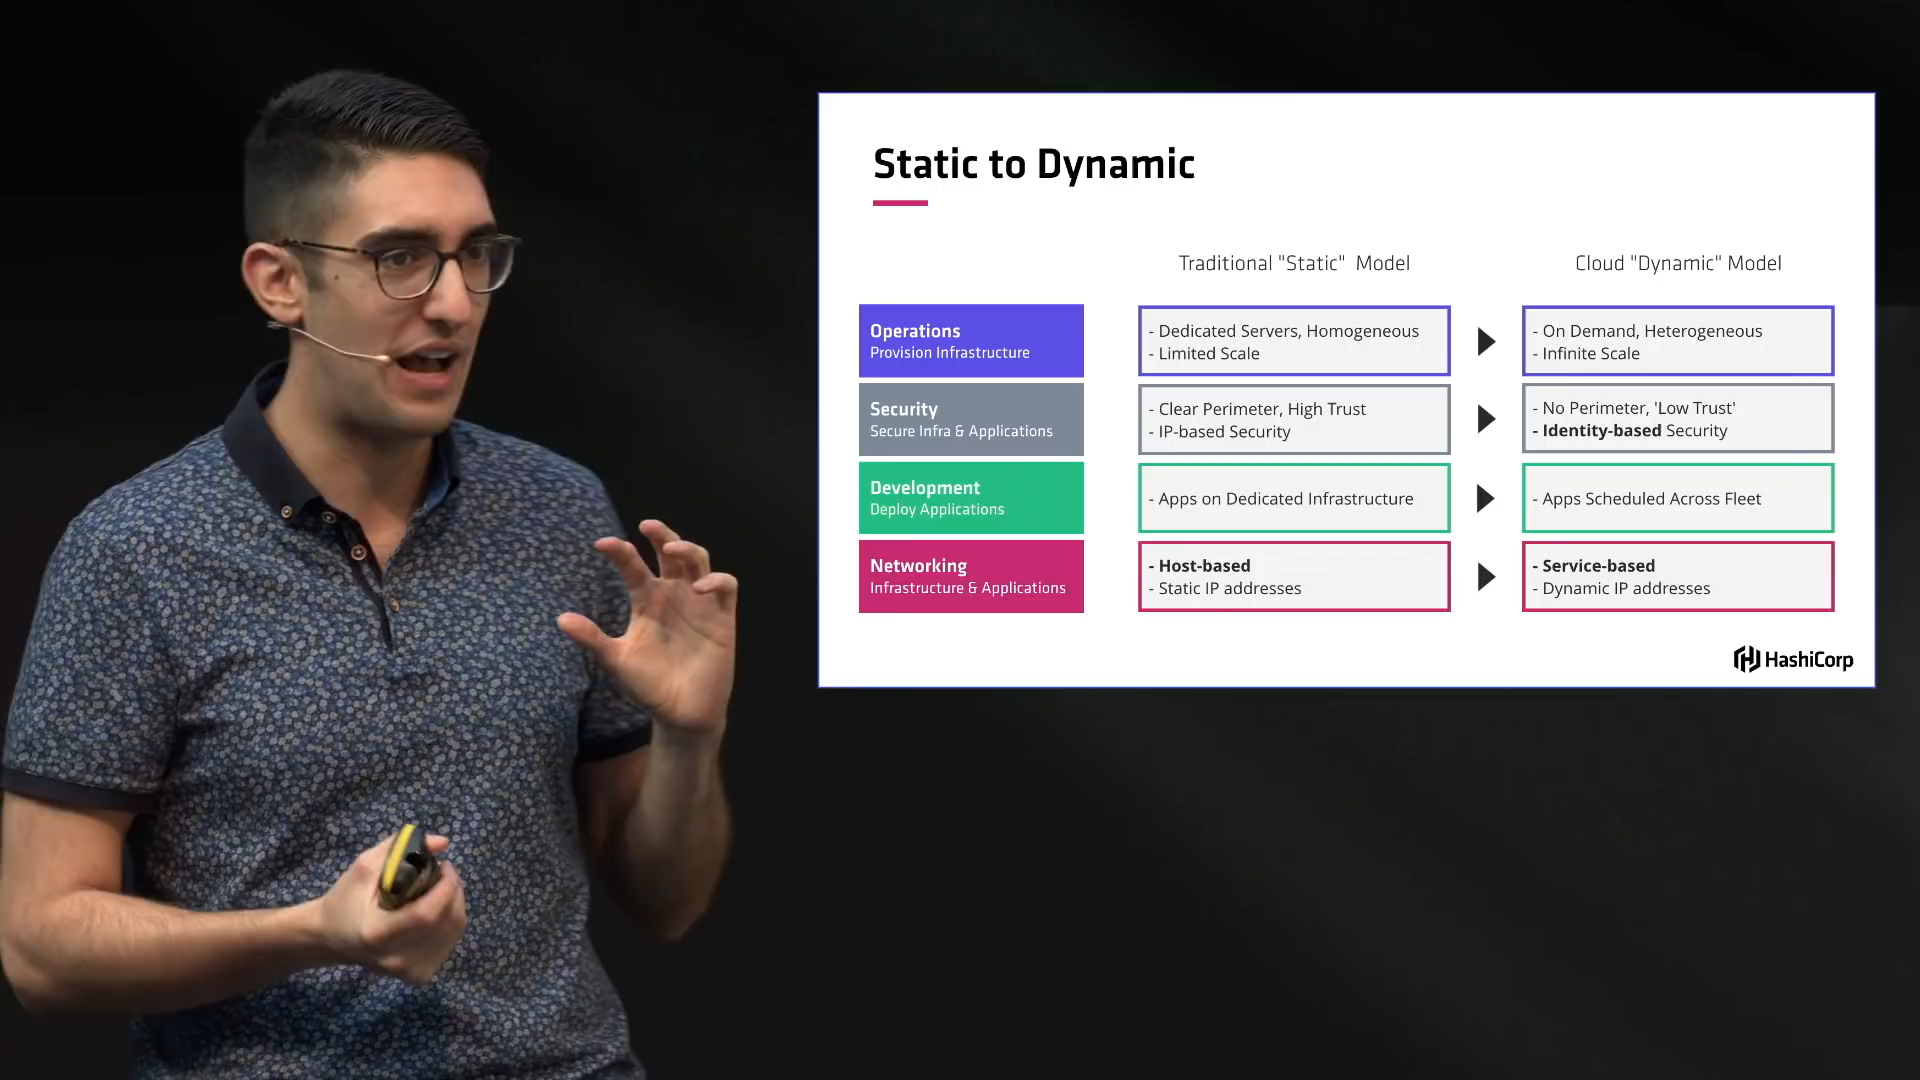 Static to Dynamic
Traditional "Static" Model
Cloud "Dynamic" Model
Operations
Provision Infrastructure
- Dedicated Servers, Homogeneous
- Limited Scale
- On Demand, Heterogeneous
- Infinite Scale
Security
Secure Infra & Applications
- Clear Perimeter, High Trust
- IP-based Security
- No Perimeter, 'Low Trust'
- Identity-based Security
Development
Deploy Applications
- Apps on Dedicated Infrastructure
- Apps Scheduled Across Fleet
Networking
Infrastructure & Applications
- Host-based
- Static IP addresses
- Service-based
- Dynamic IP addresses
HashiCorp